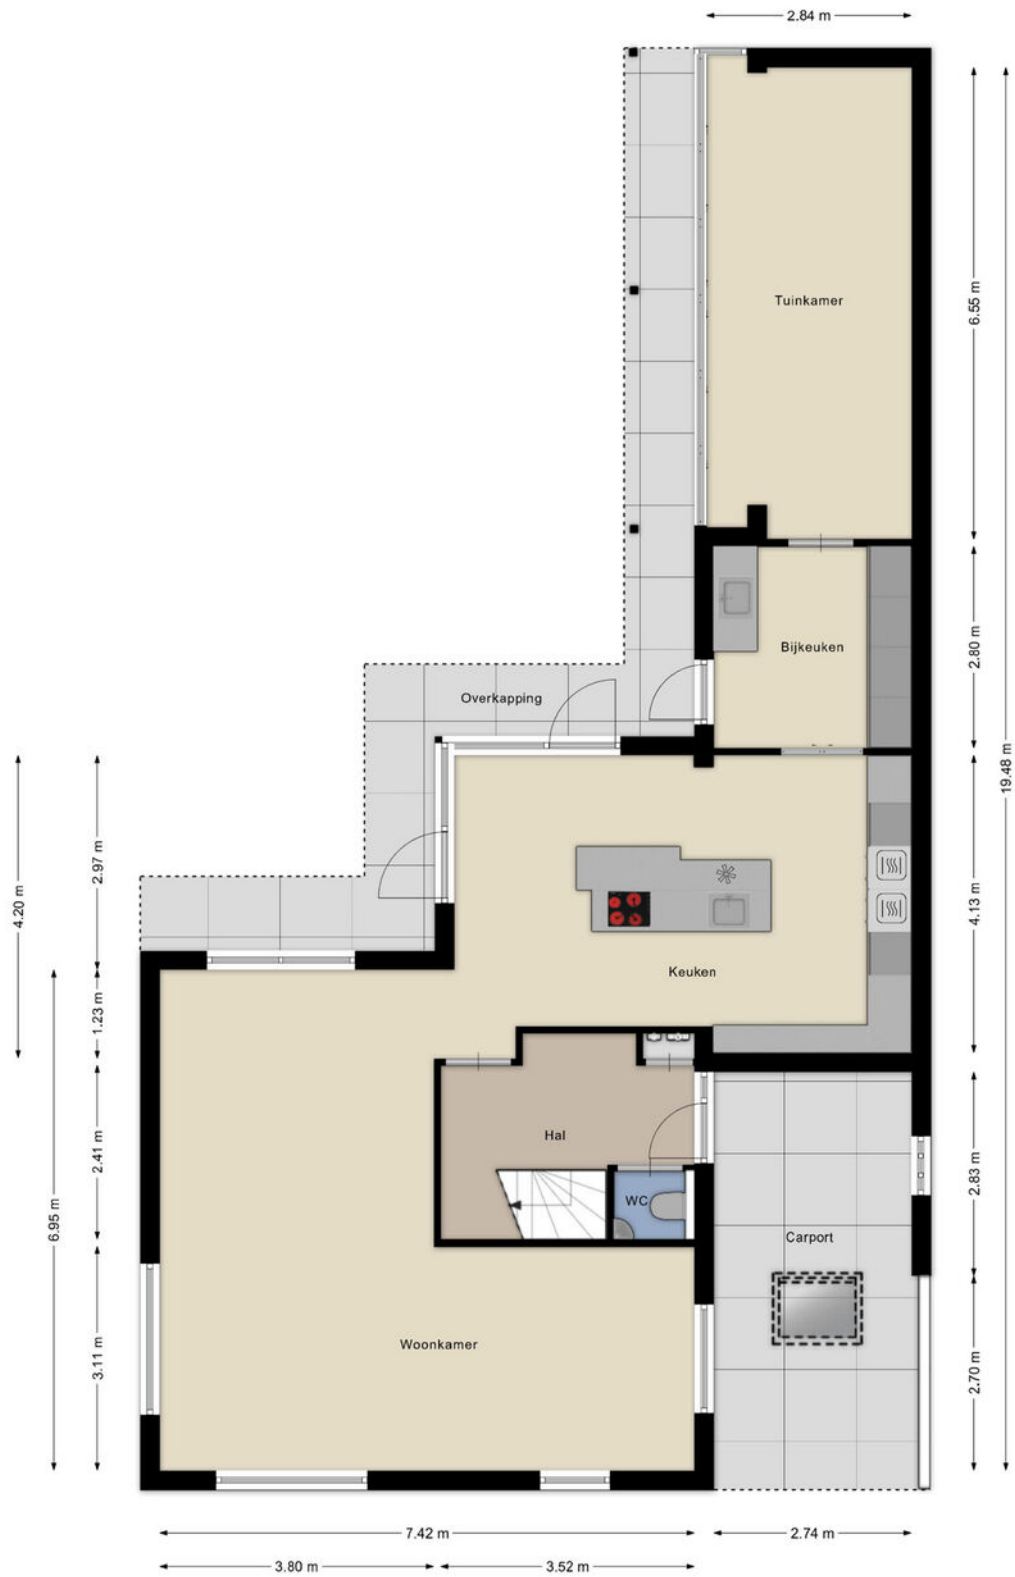 2.84 m
Tuinkamer
6.55 m
Bijkeuken
2.80 m
Overkapping
19.48 m
4.20 m
2.97 m
4.13 m
Keuken
1.23 m
Hal
2.41 m
2.83 m
WC
6.95 m
Carport
Woonkamer
3.11 m
2.70 m
7.42 m
2.74 m
3.80 m
3.52 m